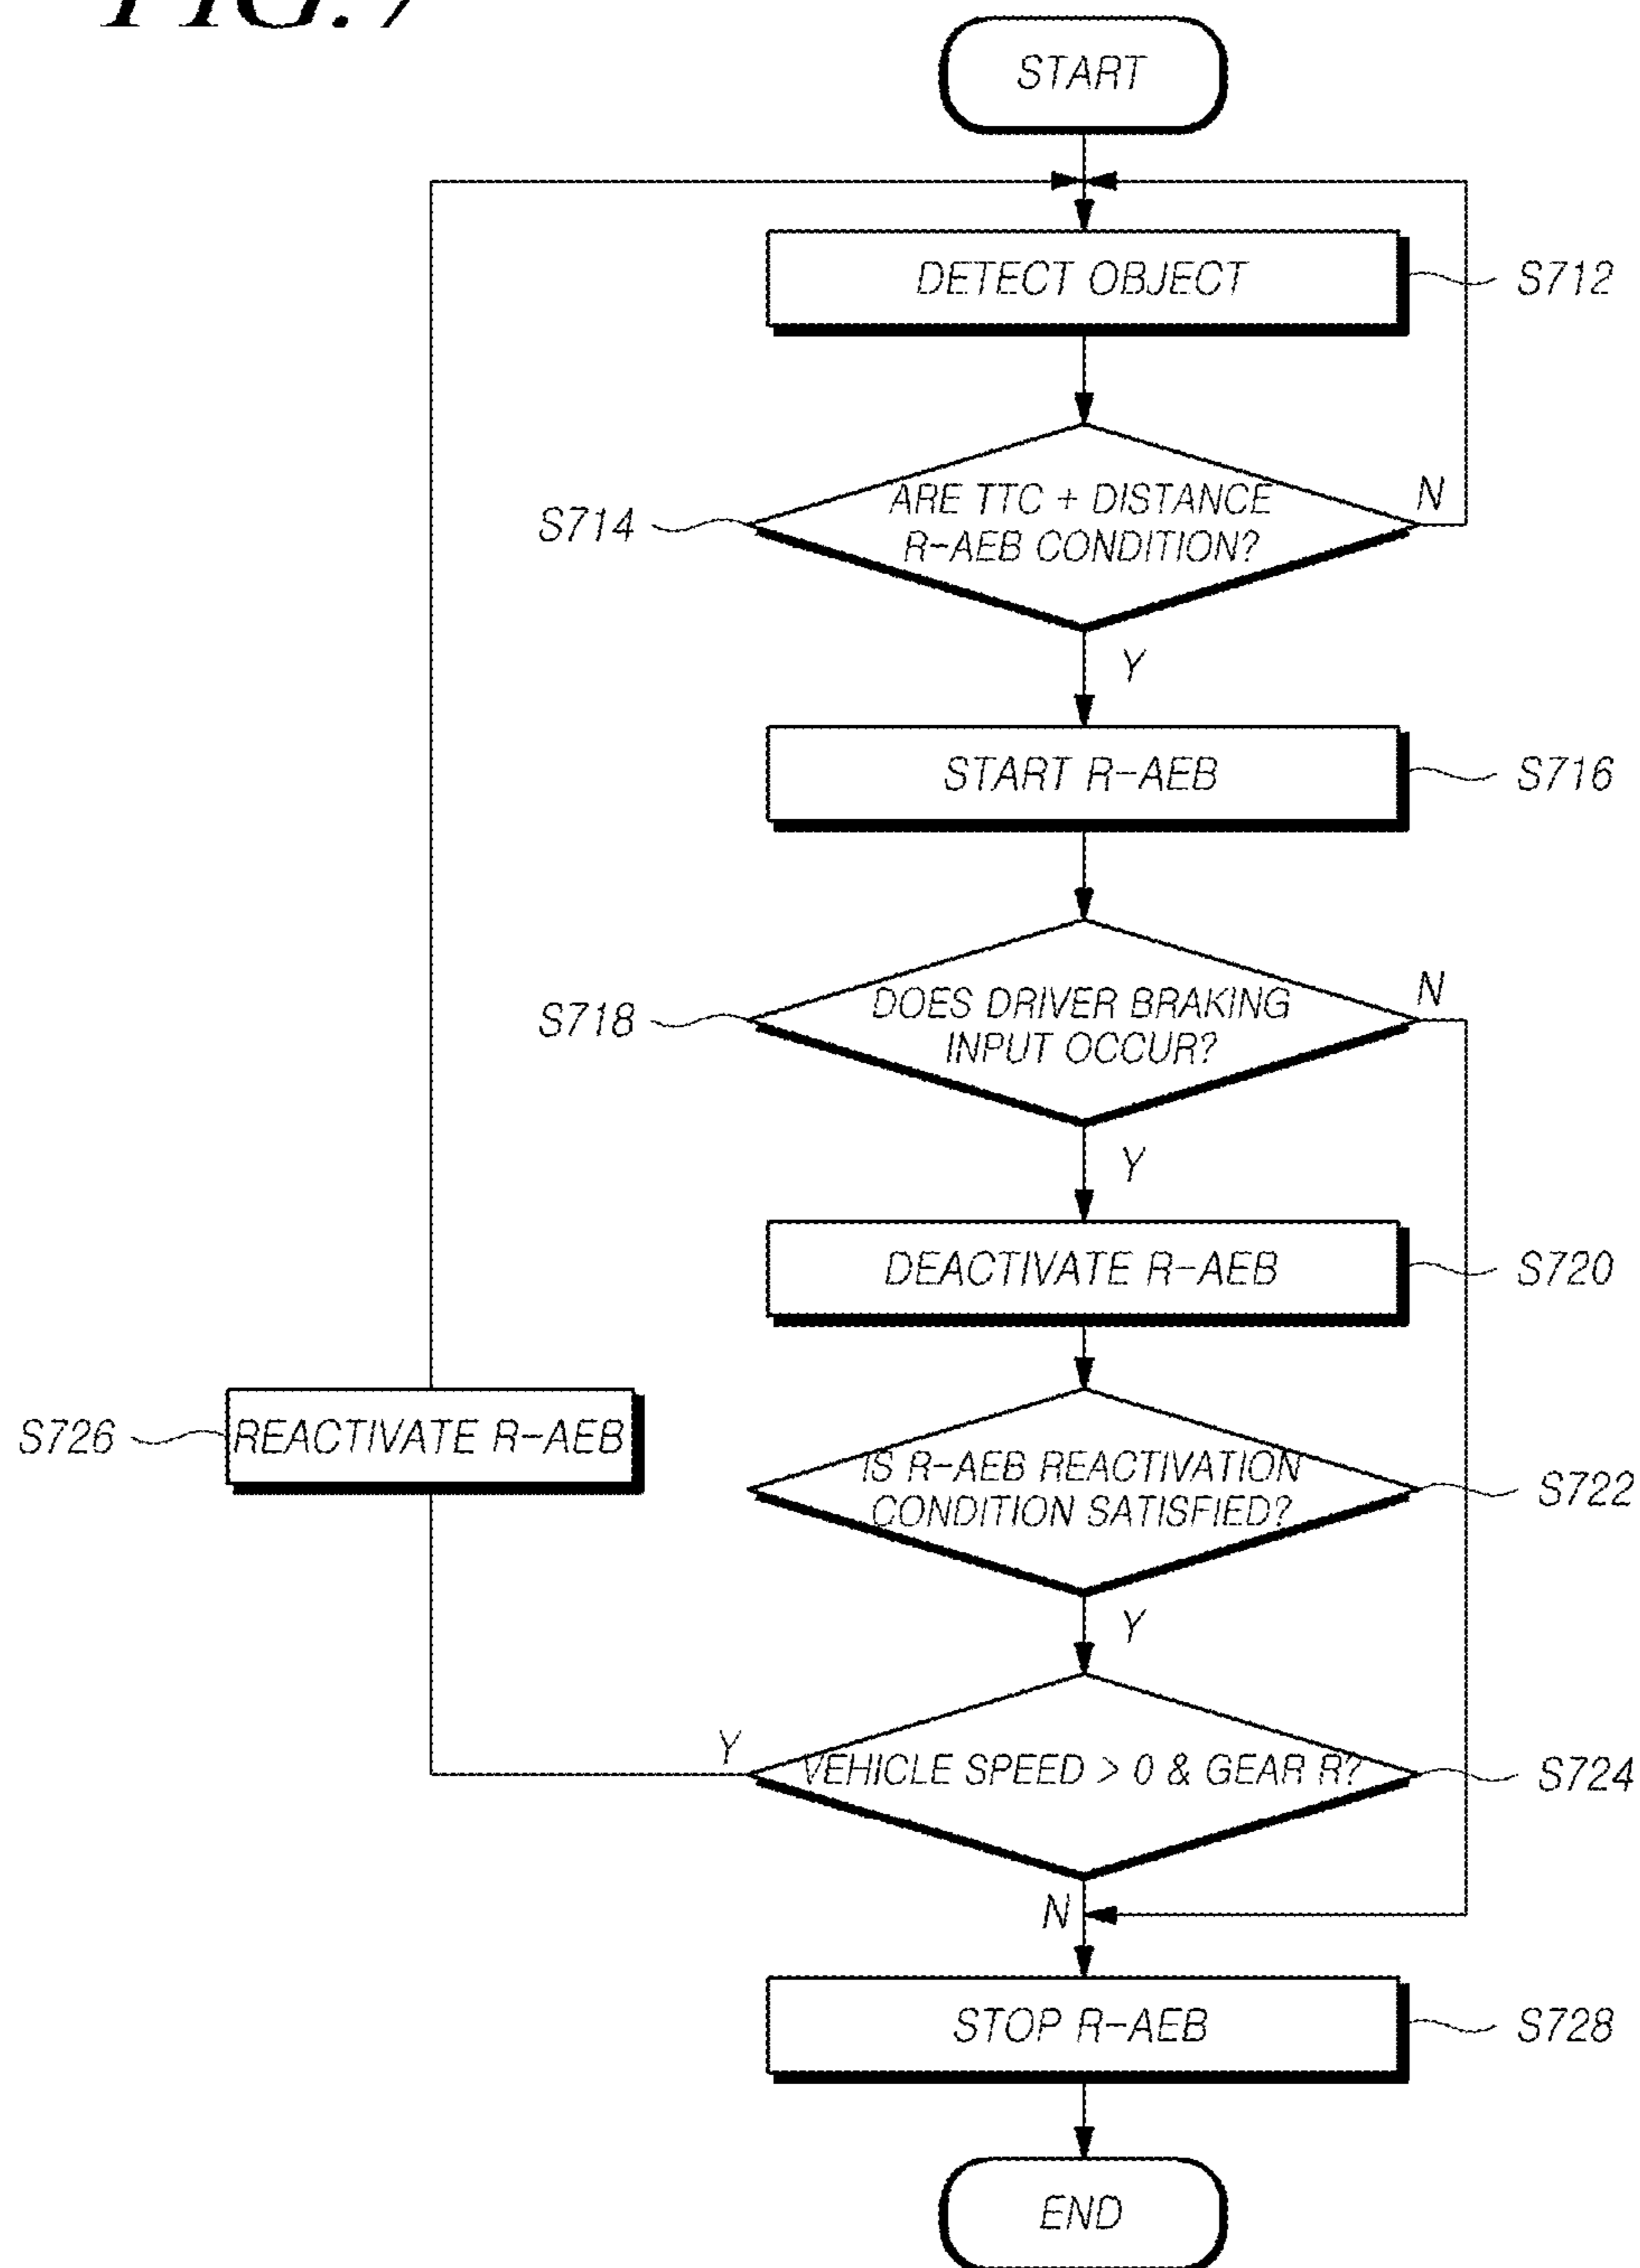 FIG. 7
START
DETECT OBJECT
S712
S714
ARE TTC + DISTANCE
R-AEB CONDITION?
N
Y
START R-AEB
S716
S718
DOES DRIVER BRAKING
INPUT OCCUR?
N
Y
DEACTIVATE R-AEB
S720
S726
REACTIVATE R-AEB
IS R-AEB REACTIVATION
CONDITION SATISFIED?
S722
Y
Y
VEHICLE SPEED > 0 & GEAR R?
S724
N
STOP R-AEB
S728
END